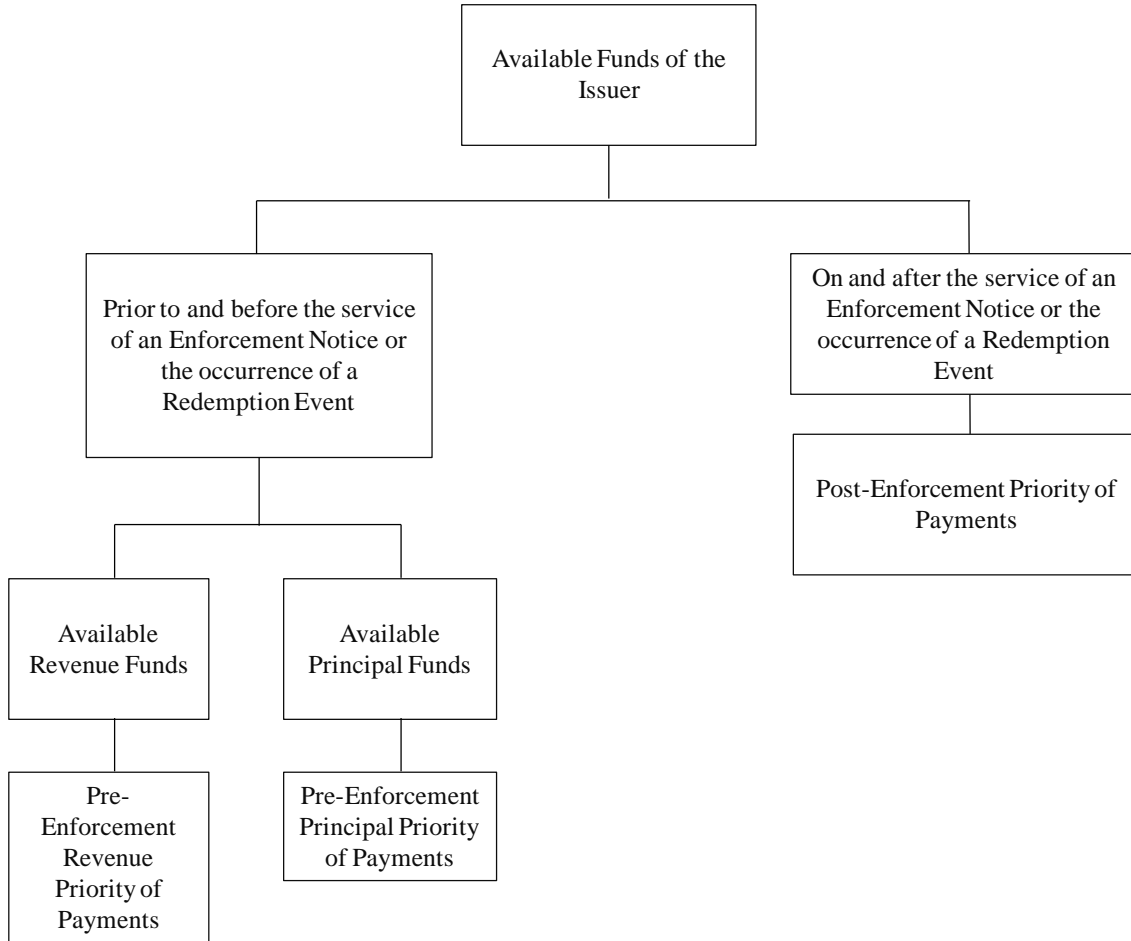 Available Funds of the
Issuer
Prior to and before the service
of an Enforcement Notice or
the occurrence of a
Redemption Event
On and after the service of an
Enforcement Notice or the
occurrence of a Redemption
Event
Post-Enforcement Priority of
Payments
Available
Revenue Funds
Available
Principal Funds
Pre-
Enforcement
Revenue
Priority of
Payments
Pre-Enforcement
Principal Priority
of Payments